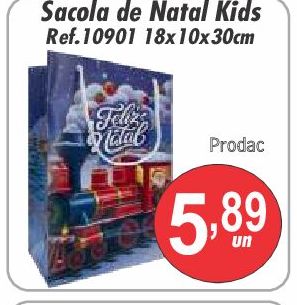 Sacola de Natal Kids
Ref.10901 18x10x30cm
Feliz
Natal
Prodac
5,89
un